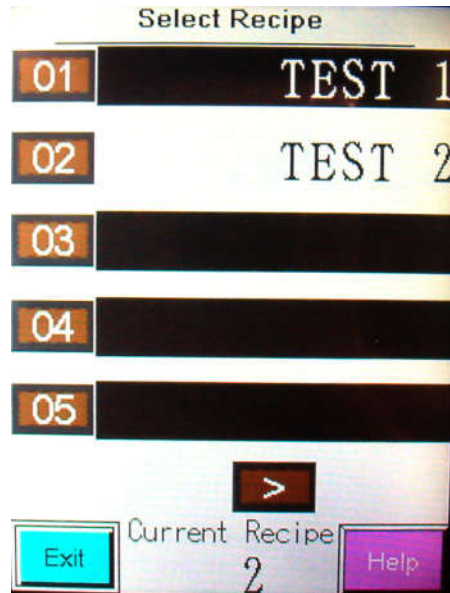 Select Recipe
01 TEST 1
02 TEST 2
03
04
05
>
Current Recipe
Exit 2 Help